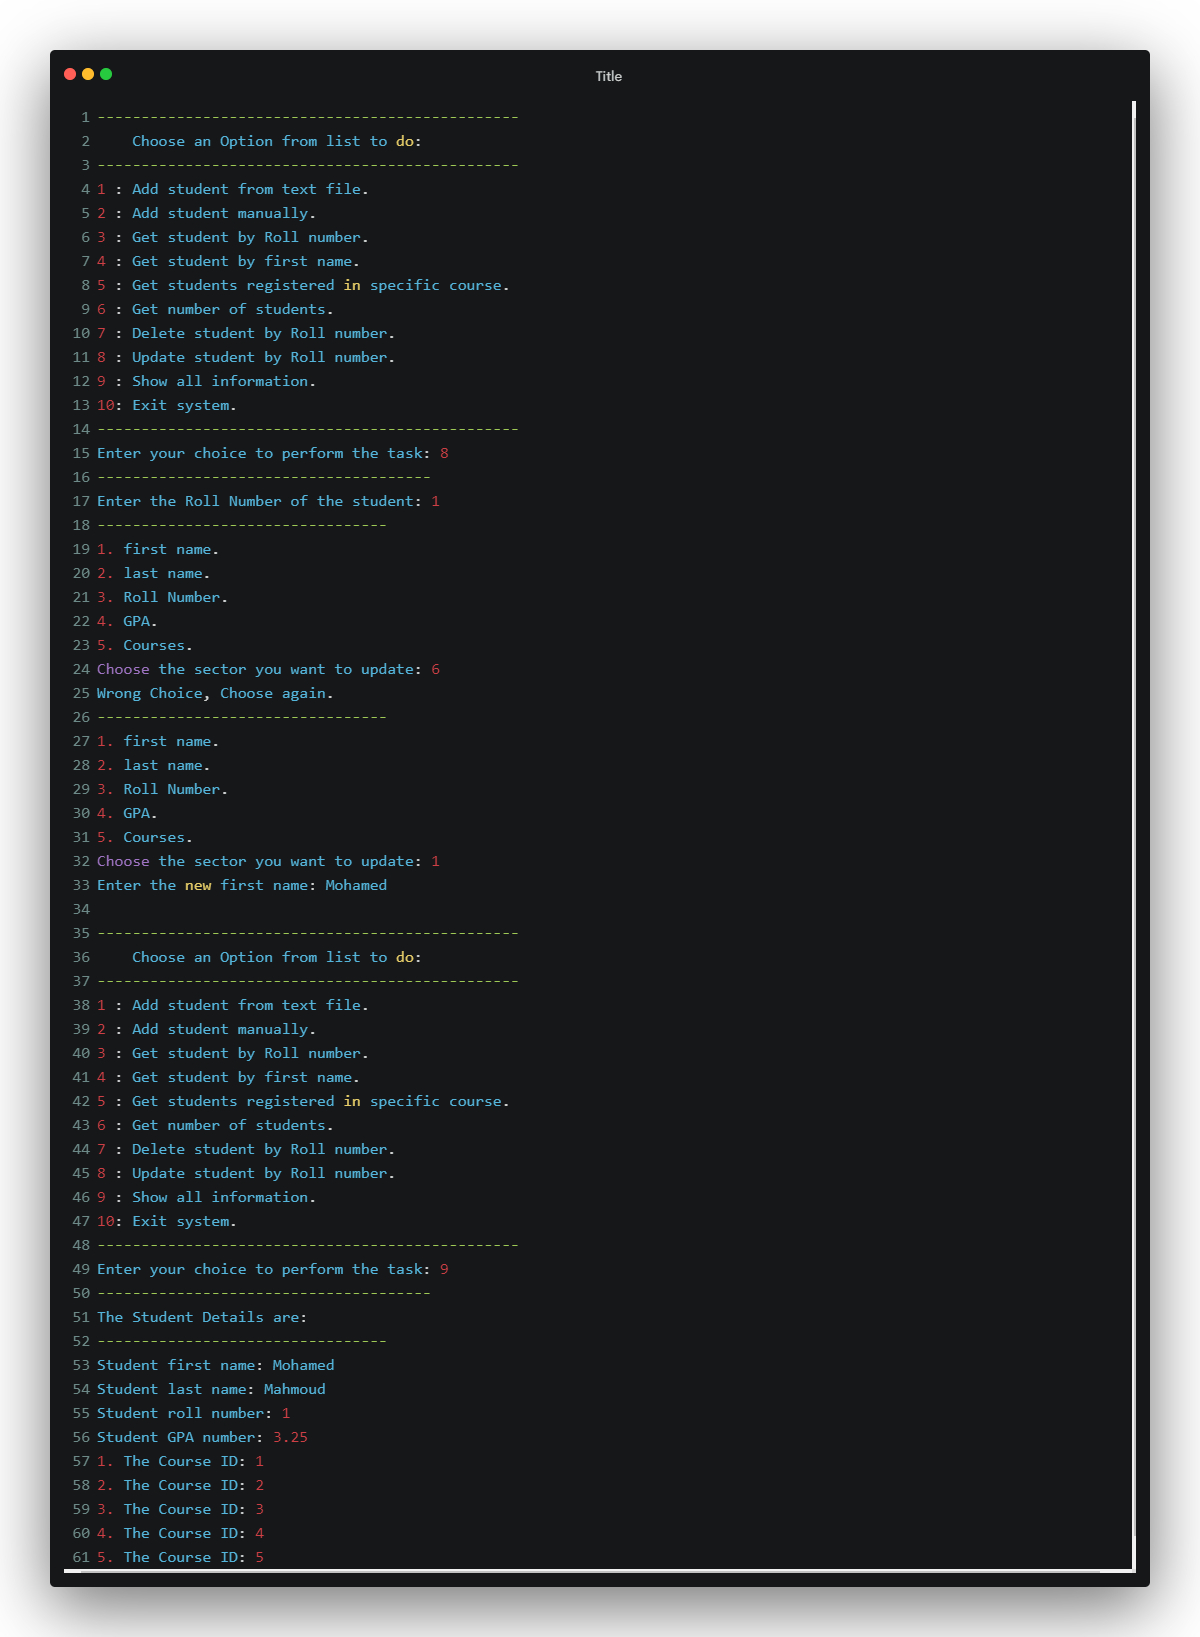 Title
1 ------------------------------------------------
2     Choose an Option from list to do:
3 ------------------------------------------------
4 1 : Add student from text file.
5 2 : Add student manually.
6 3 : Get student by Roll number.
7 4 : Get student by first name.
8 5 : Get students registered in specific course.
9 6 : Get number of students.
10 7 : Delete student by Roll number.
11 8 : Update student by Roll number.
12 9 : Show all information.
13 10: Exit system.
14 ------------------------------------------------
15 Enter your choice to perform the task: 8
16 --------------------------------------
17 Enter the Roll Number of the student: 1
18 ---------------------------------
19 1. first name.
20 2. last name.
21 3. Roll Number.
22 4. GPA.
23 5. Courses.
24 Choose the sector you want to update: 6
25 Wrong Choice, Choose again.
26 ---------------------------------
27 1. first name.
28 2. last name.
29 3. Roll Number.
30 4. GPA.
31 5. Courses.
32 Choose the sector you want to update: 1
33 Enter the new first name: Mohamed
34
35 ------------------------------------------------
36     Choose an Option from list to do:
37 ------------------------------------------------
38 1 : Add student from text file.
39 2 : Add student manually.
40 3 : Get student by Roll number.
41 4 : Get student by first name.
42 5 : Get students registered in specific course.
43 6 : Get number of students.
44 7 : Delete student by Roll number.
45 8 : Update student by Roll number.
46 9 : Show all information.
47 10: Exit system.
48 ------------------------------------------------
49 Enter your choice to perform the task: 9
50 --------------------------------------
51 The Student Details are:
52 ---------------------------------
53 Student first name: Mohamed
54 Student last name: Mahmoud
55 Student roll number: 1
56 Student GPA number: 3.25
57 1. The Course ID: 1
58 2. The Course ID: 2
59 3. The Course ID: 3
60 4. The Course ID: 4
61 5. The Course ID: 5